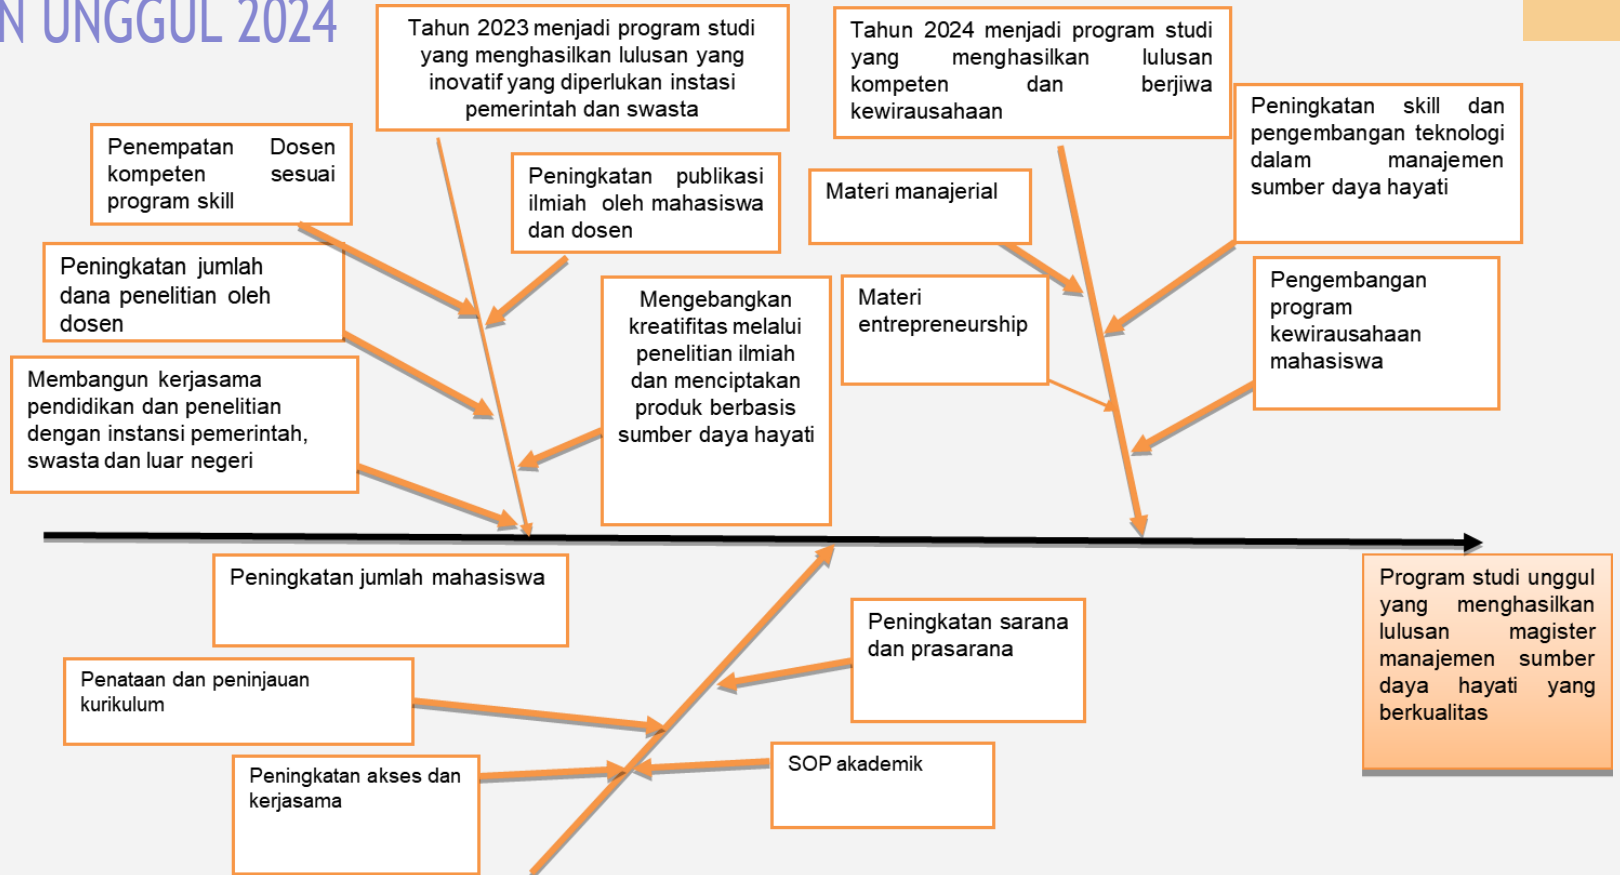 N UNGGUL 2024
Tahun 2023 menjadi program studi
yang menghasilkan lulusan yang
inovatif yang diperlukan instasi
pemerintah dan swasta
Tahun 2024 menjadi program studi
yang menghasilkan lulusan
kompeten dan berjiwa
kewirausahaan
Penempatan Dosen
kompeten sesuai
program skill
Peningkatan publikasi
ilmiah oleh mahasiswa
dan dosen
Materi manajerial
Peningkatan skill dan
pengembangan teknologi
dalam manajemen
sumber daya hayati
Peningkatan jumlah
dana penelitian oleh
dosen
Mengebangkan
kreatifitas melalui
penelitian ilmiah
dan menciptakan
produk berbasis
sumber daya hayati
Materi
entrepreneurship
Pengembangan
program
kewirausahaan
mahasiswa
Membangun kerjasama
pendidikan dan penelitian
dengan instansi pemerintah,
swasta dan luar negeri
Peningkatan jumlah mahasiswa
Peningkatan sarana
dan prasarana
Program studi unggul
yang menghasilkan
lulusan magister
manajemen sumber
daya hayati yang
berkualitas
Penataan dan peninjauan
kurikulum
Peningkatan akses dan
kerjasama
SOP akademik